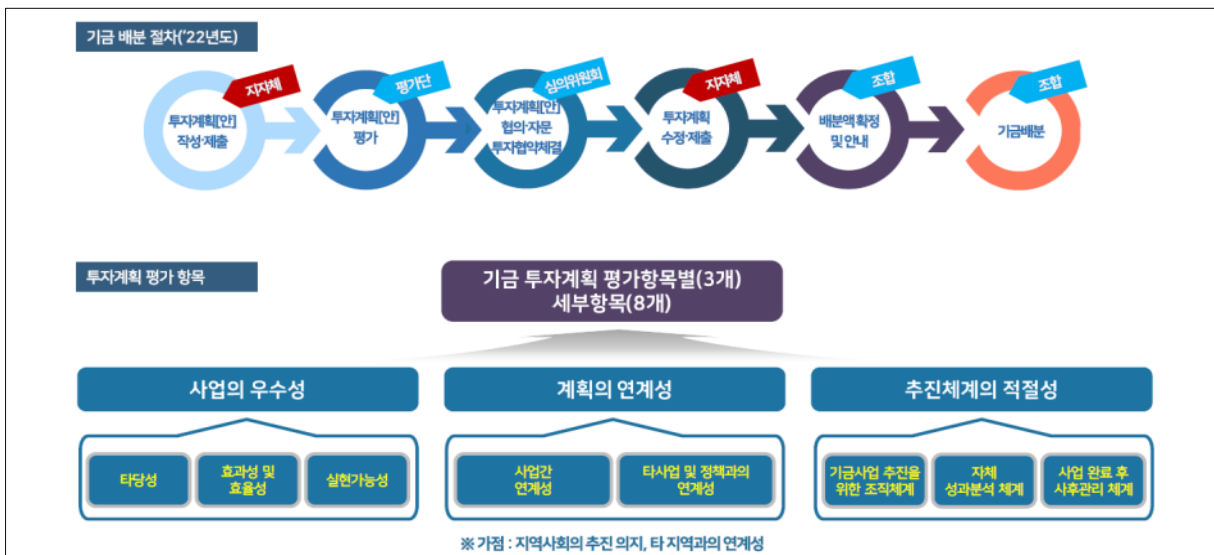 기금 배분 절차('22년도)
지자체
투자계획[안]
작성·제출
평가단
투자계획[안]
평가
심의위원회
투자계획[안]
협의·자문
투자협약체결
지자체
투자계획
수정·제출
조합
배분액 확정
및 안내
조합
기금배분
투자계획 평가 항목
기금 투자계획 평가항목별(3개)
세부항목(8개)
사업의 우수성
타당성
효과성 및
효율성
실현가능성
계획의 연계성
사업간
연계성
타사업 및 정책과의
연계성
추진체계의 적절성
기금사업 추진을
위한 조직체계
자체
성과분석 체계
사업 완료 후
사후관리 체계
※ 가점 : 지역사회의 추진 의지, 타 지역과의 연계성